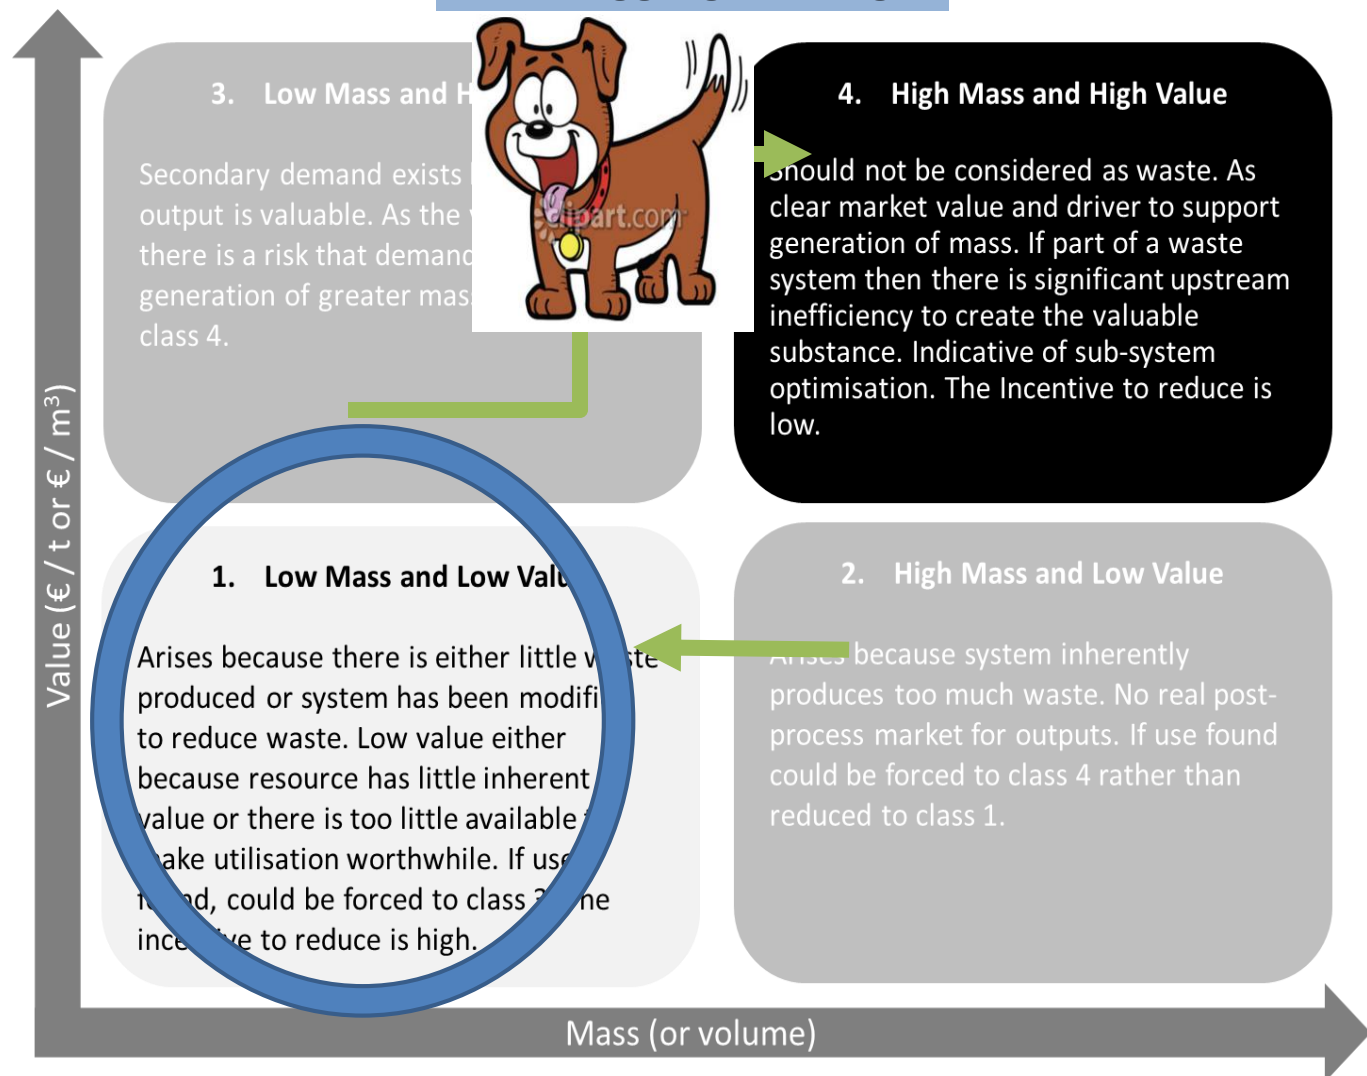 3. Low Mass and H
Secondary demand exists
output is valuable. As the
there is a risk that demand
generation of greater mas
class 4.
clipart.com
4. High Mass and High Value
Should not be considered as waste. As
clear market value and driver to support
generation of mass. If part of a waste
system then there is significant upstream
inefficiency to create the valuable
substance. Indicative of sub-system
optimisation. The Incentive to reduce is
low.
Value (€ / t or € / m³)
1. Low Mass and Low Valu
Arises because there is either little waste
produced or system has been modifi
to reduce waste. Low value either
because resource has little inherent
value or there is too little available
make utilisation worthwhile. If use
found, could be forced to class 3. The
incentive to reduce is high.
2. High Mass and Low Value
Arises because system inherently
produces too much waste. No real post-
process market for outputs. If use found
could be forced to class 4 rather than
reduced to class 1.
Mass (or volume)